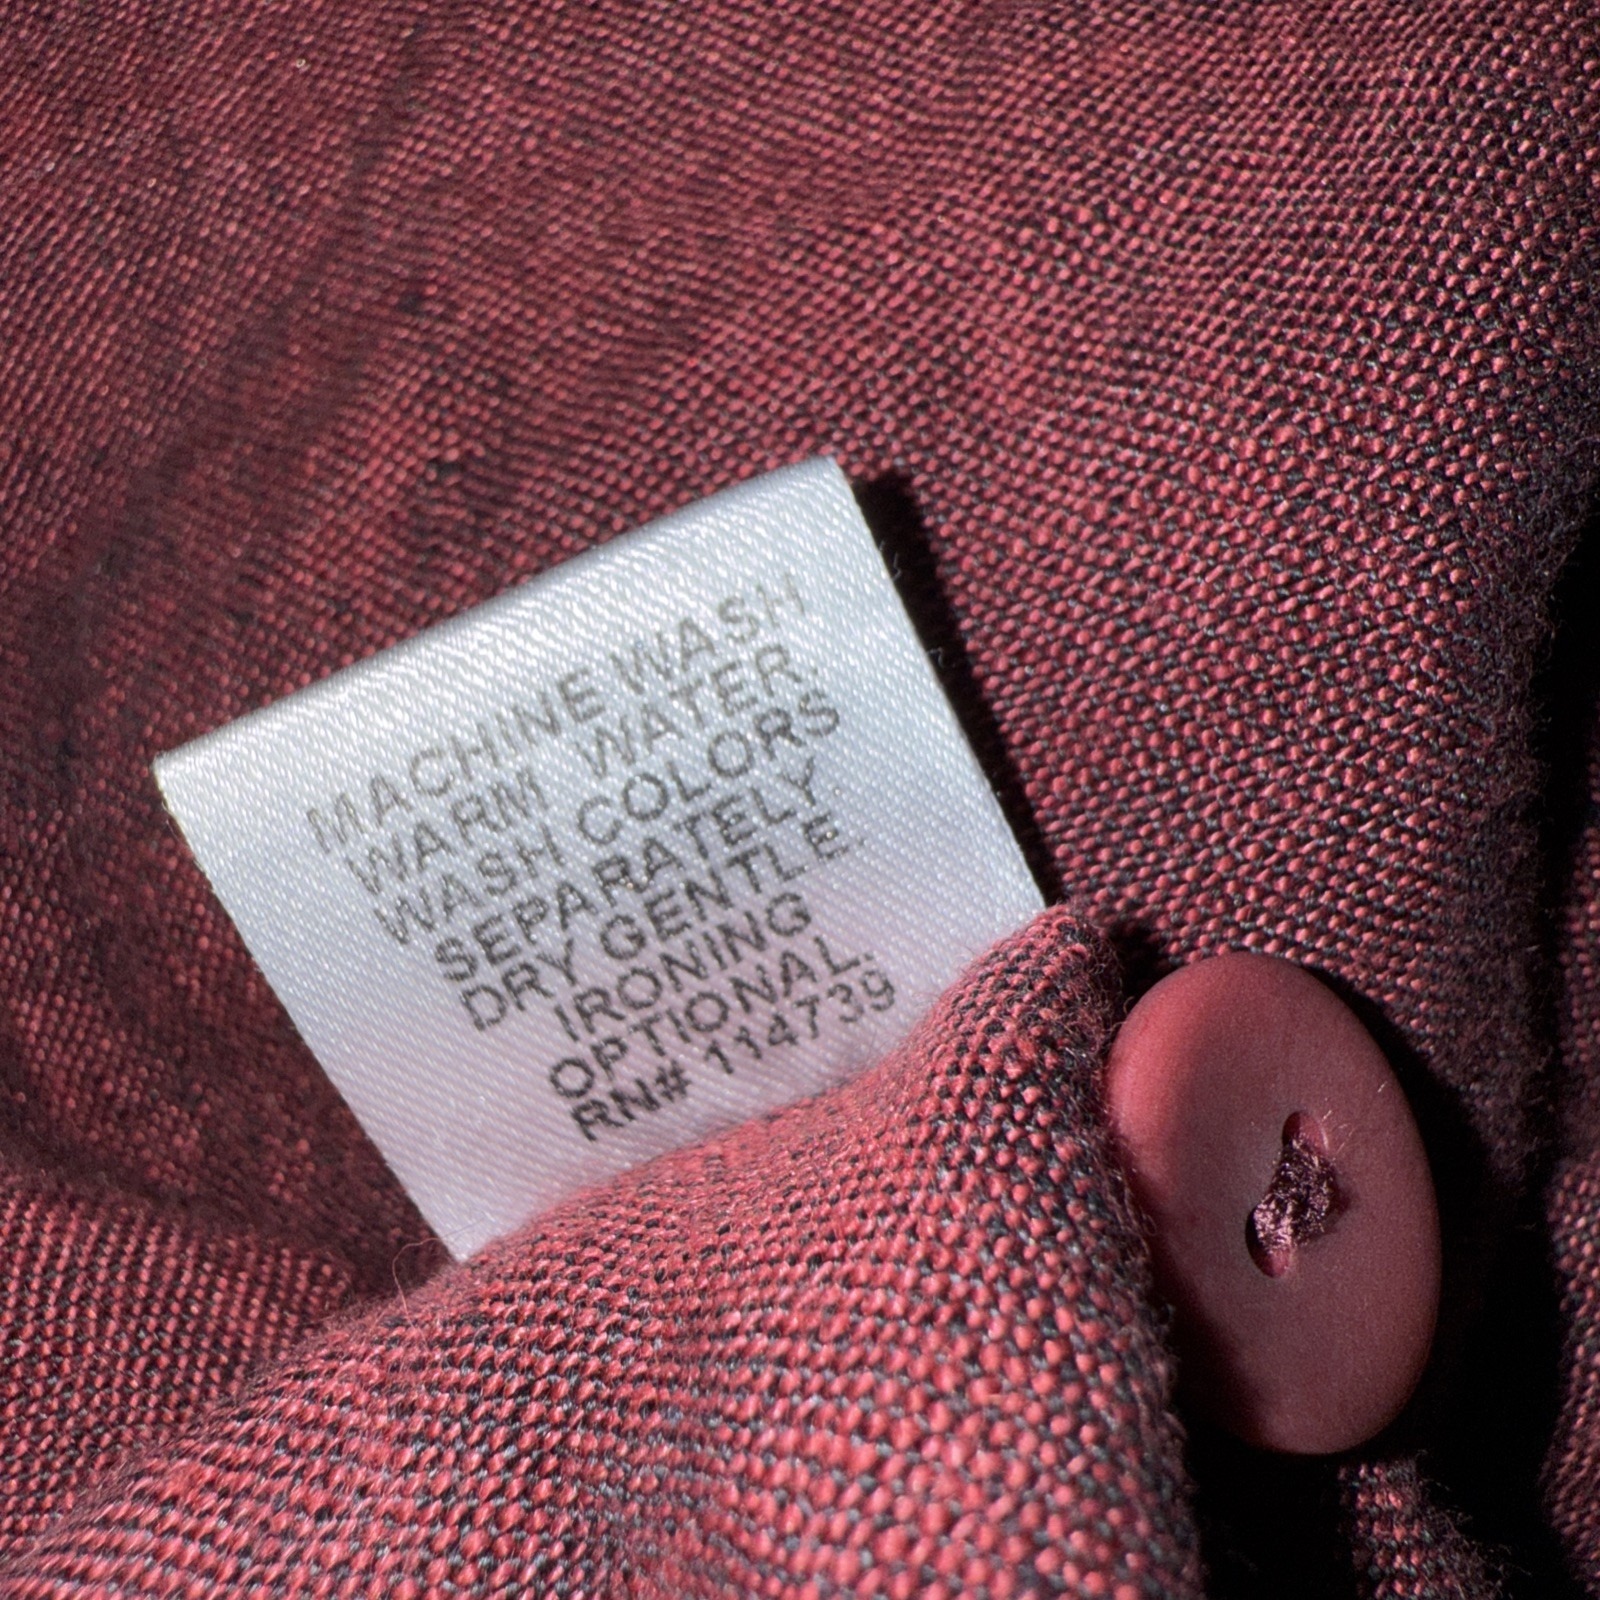 MACHINE WASH
WARM WATER.
WASH COLORS
SEPARATELY.
DRY GENTLE.
IRONING
OPTIONAL.
RN# 114739